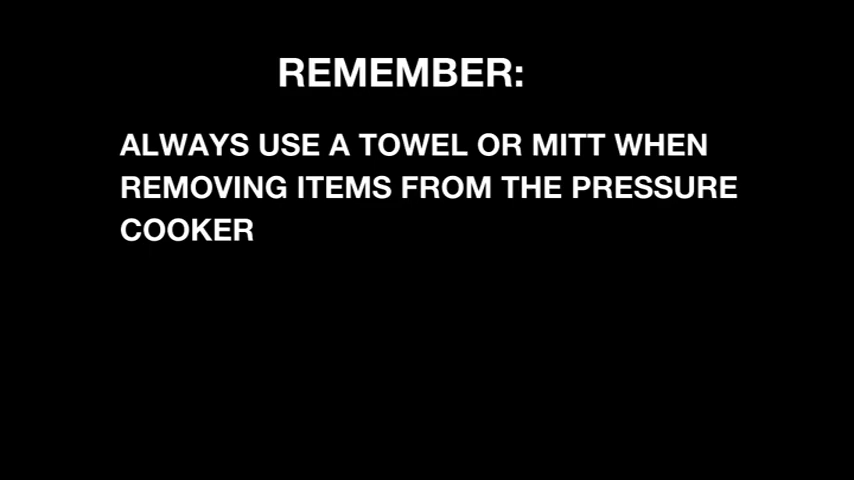 REMEMBER:
ALWAYS USE A TOWEL OR MITT WHEN
REMOVING ITEMS FROM THE PRESSURE
COOKER